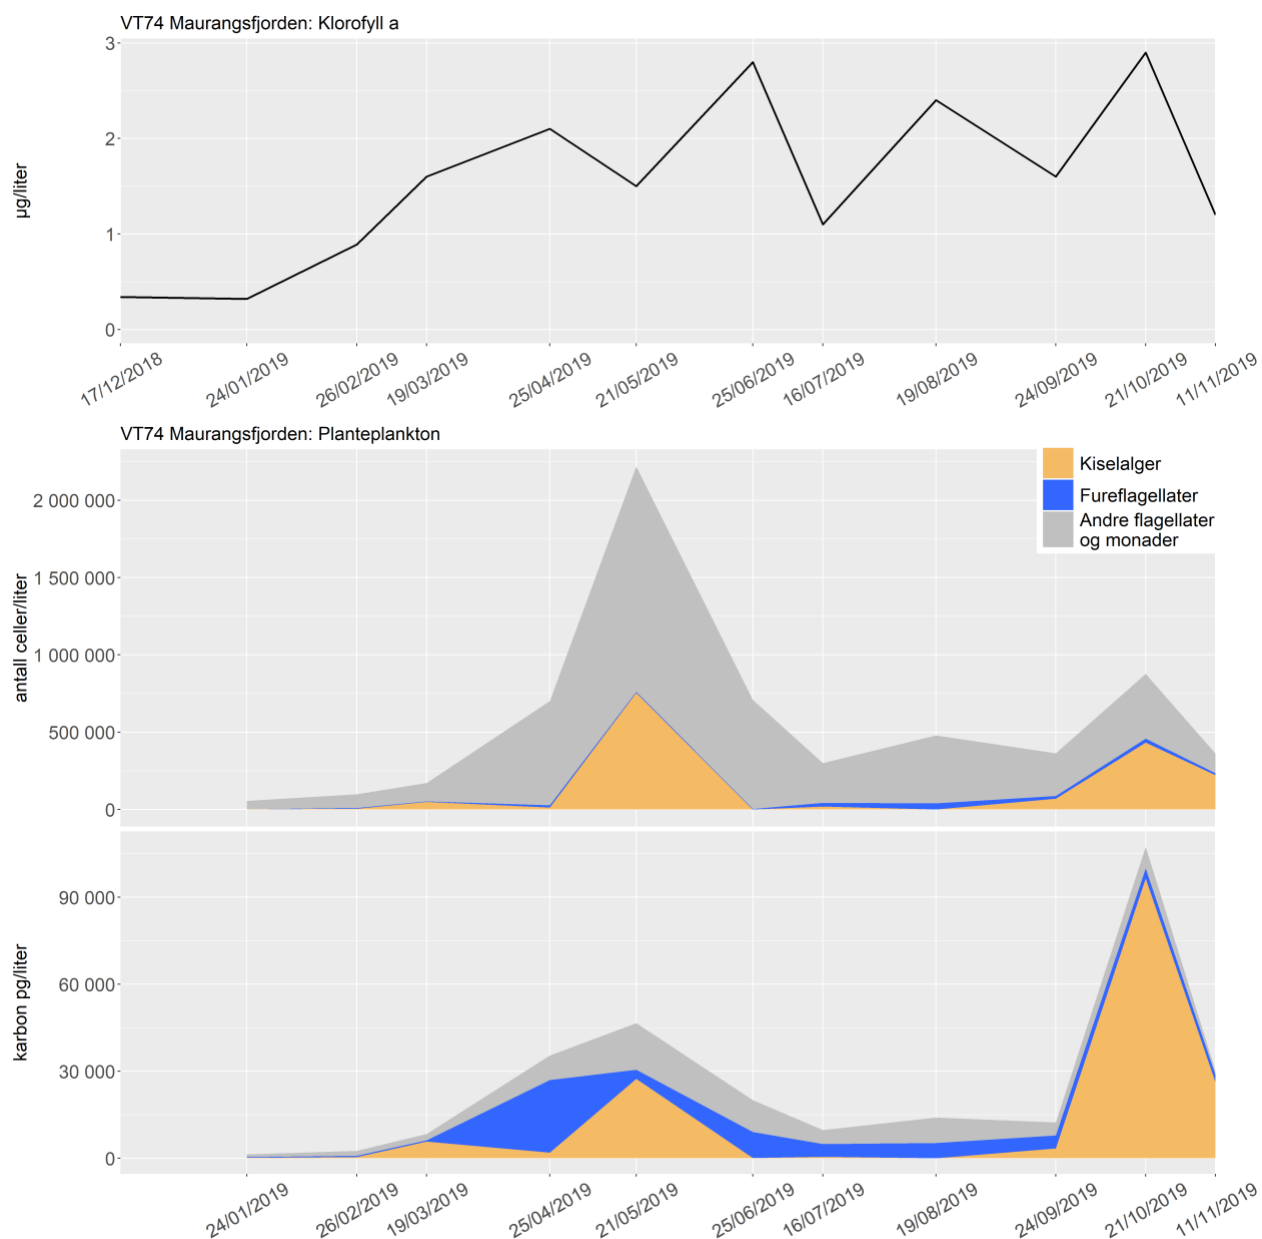 VT74 Maurangsfjorden: Klorofyll a
µg/liter
3
2
1
0
17/12/2018
24/01/2019
26/02/2019
19/03/2019
25/04/2019
21/05/2019
25/06/2019
16/07/2019
19/08/2019
24/09/2019
21/10/2019
11/11/2019
VT74 Maurangsfjorden: Planteplankton
Kiselalger
Fureflagellater
Andre flagellater
og monader
antall celler/liter
2 000 000
1 500 000
1 000 000
500 000
0
karbon pg/liter
90 000
60 000
30 000
0
24/01/2019
26/02/2019
19/03/2019
25/04/2019
21/05/2019
25/06/2019
16/07/2019
19/08/2019
24/09/2019
21/10/2019
11/11/2019